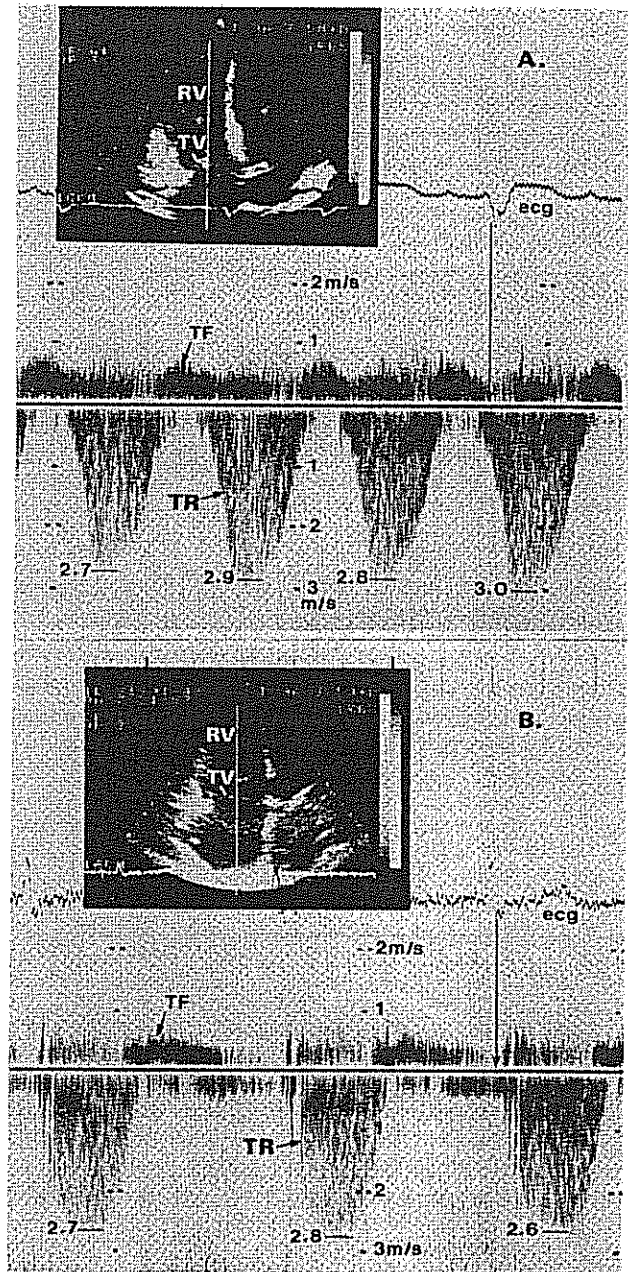 A.
RV
TV
ecg
--2m/s
TF
-1
-1
TR
--2
2.7
2.9
2.8
3.0
-3
m/s
B.
RV
TV
ecg
--2m/s
TF
-1
TR
--2
2.7
2.8
2.6
-3m/s